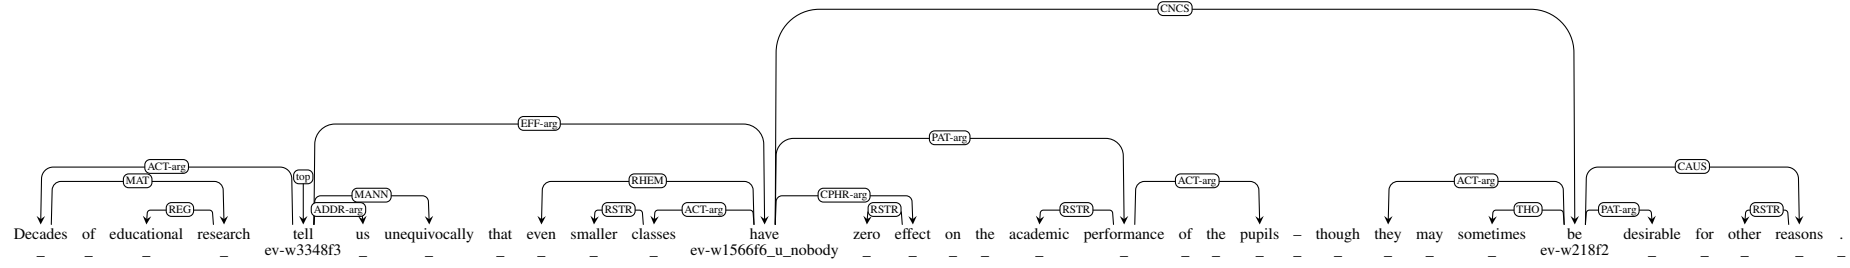 CNCS
EFF-arg
PAT-arg
ACT-arg top CAUS
MAT MANN RHEM CPHR-arg ACT-arg ACT-arg
REG ADDR-arg RSTR ACT-arg RSTR RSTR THO PAT-arg RSTR
Decades of educational research tell us unequivocally that even smaller classes have zero effect on the academic performance of the pupils – though they may sometimes be desirable for other reasons .
_ _ _ _ ev-w3348f3 _ _ _ _ _ _ ev-w1566f6_u_nobody _ _ _ _ _ _ _ _ _ _ _ _ _ _ ev-w218f2 _ _ _ _ _